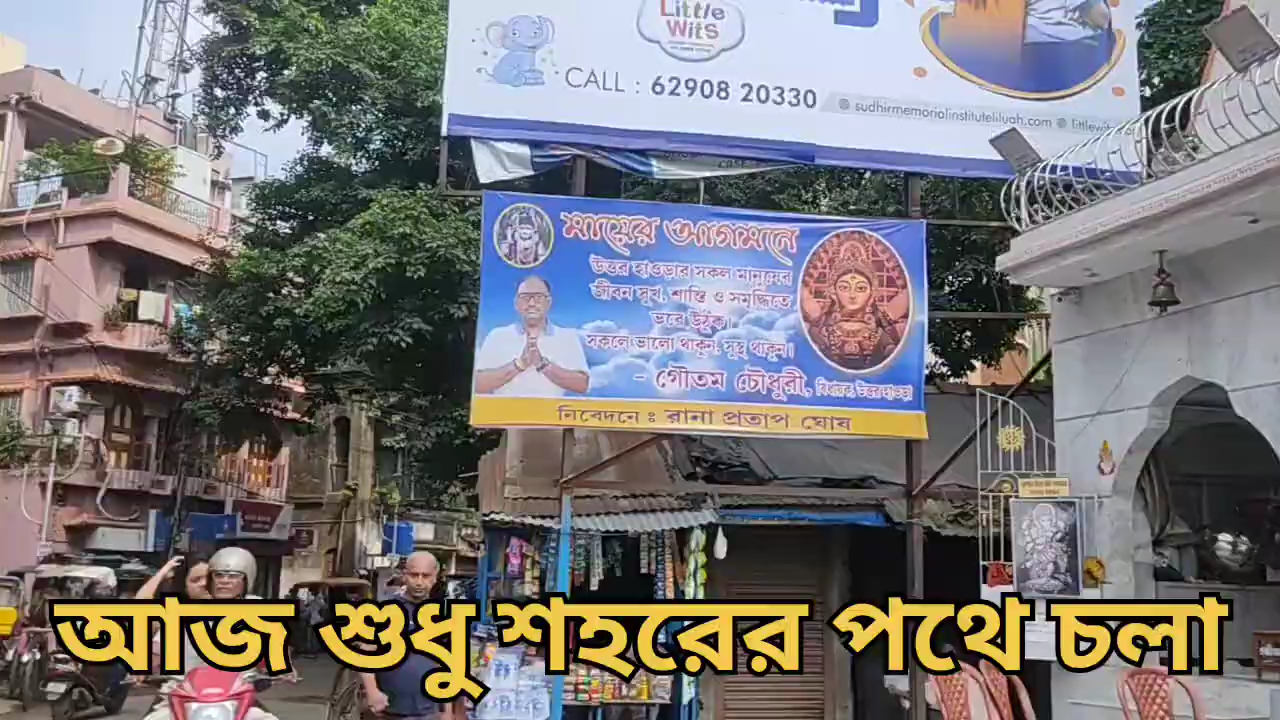 Little
Wits
CALL : 62908 20330
sudhirmemorialinstituteliluah.com
মায়ের আগমনে
উত্তর হাওড়ার সকল মানুষের
জীবন সুখ, শান্তি ও সমৃদ্ধিতে
ভরে উঠুক।
সকলে ভালো থাকুন, সুস্থ থাকুন।
- গৌতম চৌধুরী, বিধায়ক, উত্তর হাওড়া
নিবেদনে : রানা প্রতাপ ঘোষ
আজ শুধু শহরের পথে চলা